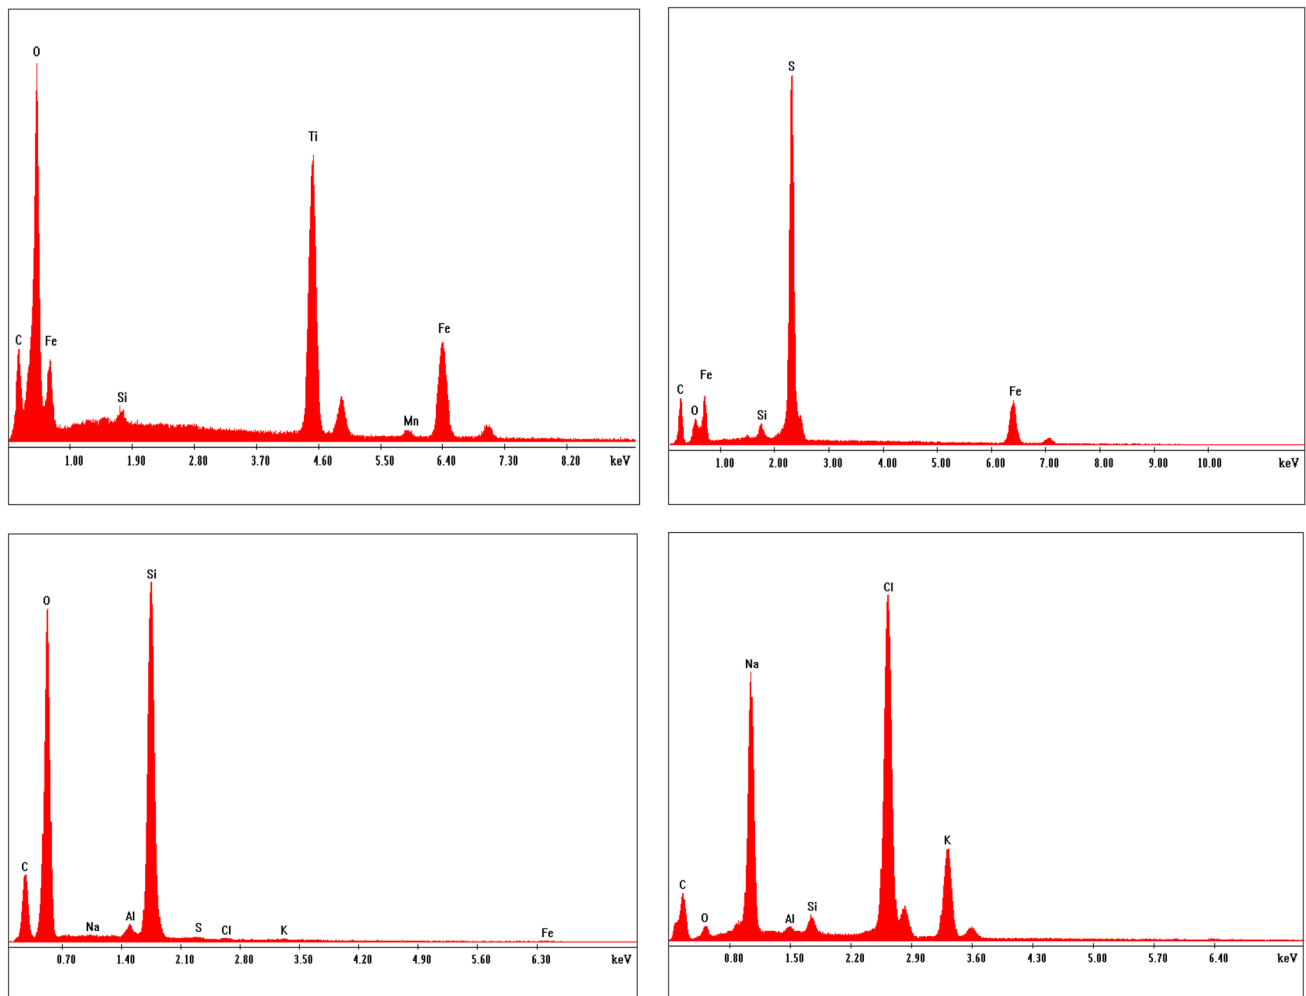 O
Ti
C
Fe
Fe
Si
Mn
1.00 1.90 2.80 3.70 4.60 5.50 6.40 7.30 8.20 keV
S
C
Fe
O
Si
Fe
1.00 2.00 3.00 4.00 5.00 6.00 7.00 8.00 9.00 10.00 keV
Si
O
C
Na
Al
S
Cl
K
Fe
0.70 1.40 2.10 2.80 3.50 4.20 4.90 5.60 6.30 keV
Cl
Na
K
C
O
Al
Si
0.80 1.50 2.20 2.90 3.60 4.30 5.00 5.70 6.40 keV